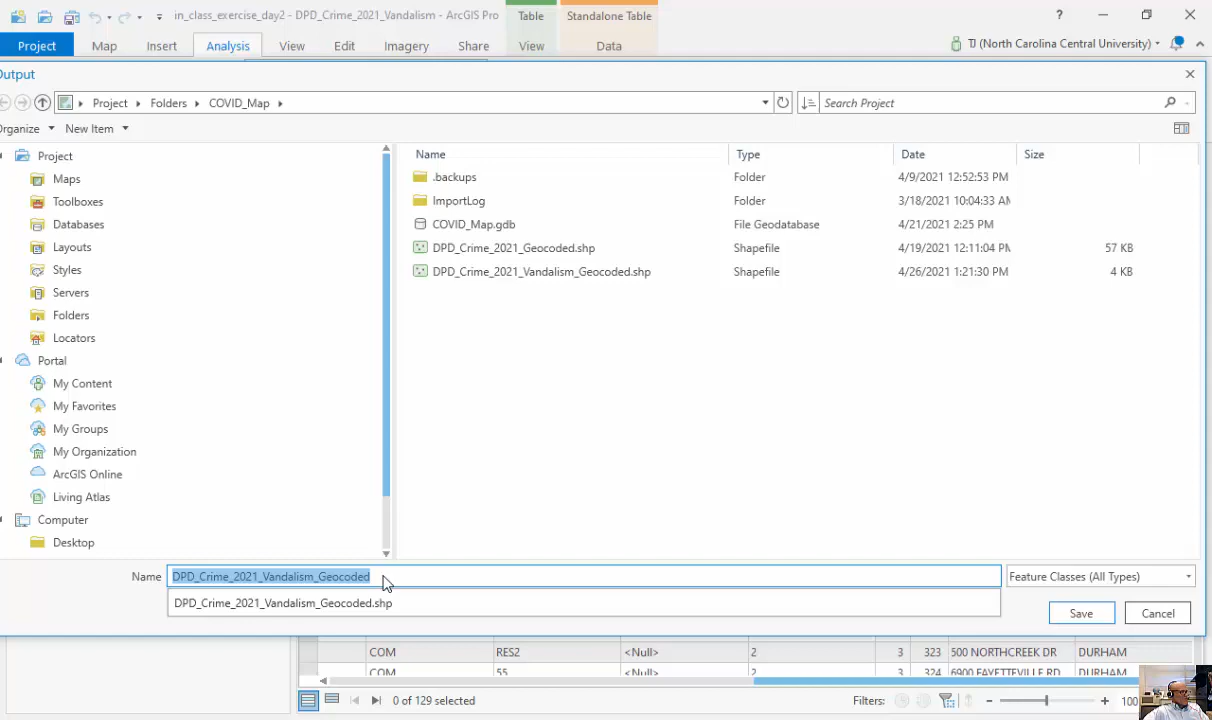 in_class_exercise_day2 - DPD_Crime_2021_Vandalism - ArcGIS Pro
Table
Standalone Table
?
Project
Map
Insert
Analysis
View
Edit
Imagery
Share
View
Data
TJ (North Carolina Central University)
Output
Project
Folders
COVID_Map
Search Project
Organize
New Item
Project
Maps
Toolboxes
Databases
Layouts
Styles
Servers
Folders
Locators
Portal
My Content
My Favorites
My Groups
My Organization
ArcGIS Online
Living Atlas
Computer
Desktop
Name Type Date Size
.backups Folder 4/9/2021 12:52:53 PM
ImportLog Folder 3/18/2021 10:04:33 AM
COVID_Map.gdb File Geodatabase 4/21/2021 2:25 PM
DPD_Crime_2021_Geocoded.shp Shapefile 4/19/2021 12:11:04 PM 57 KB
DPD_Crime_2021_Vandalism_Geocoded.shp Shapefile 4/26/2021 1:21:30 PM 4 KB
Name DPD_Crime_2021_Vandalism_Geocoded Feature Classes (All Types)
DPD_Crime_2021_Vandalism_Geocoded.shp
Save Cancel
COM RES2 <Null> 2 3 323 500 NORTHCREEK DR DURHAM
COM 55 <Null> 2 3 324 6900 FAYETTEVILLE RD DURHAM
0 of 129 selected
Filters:
100